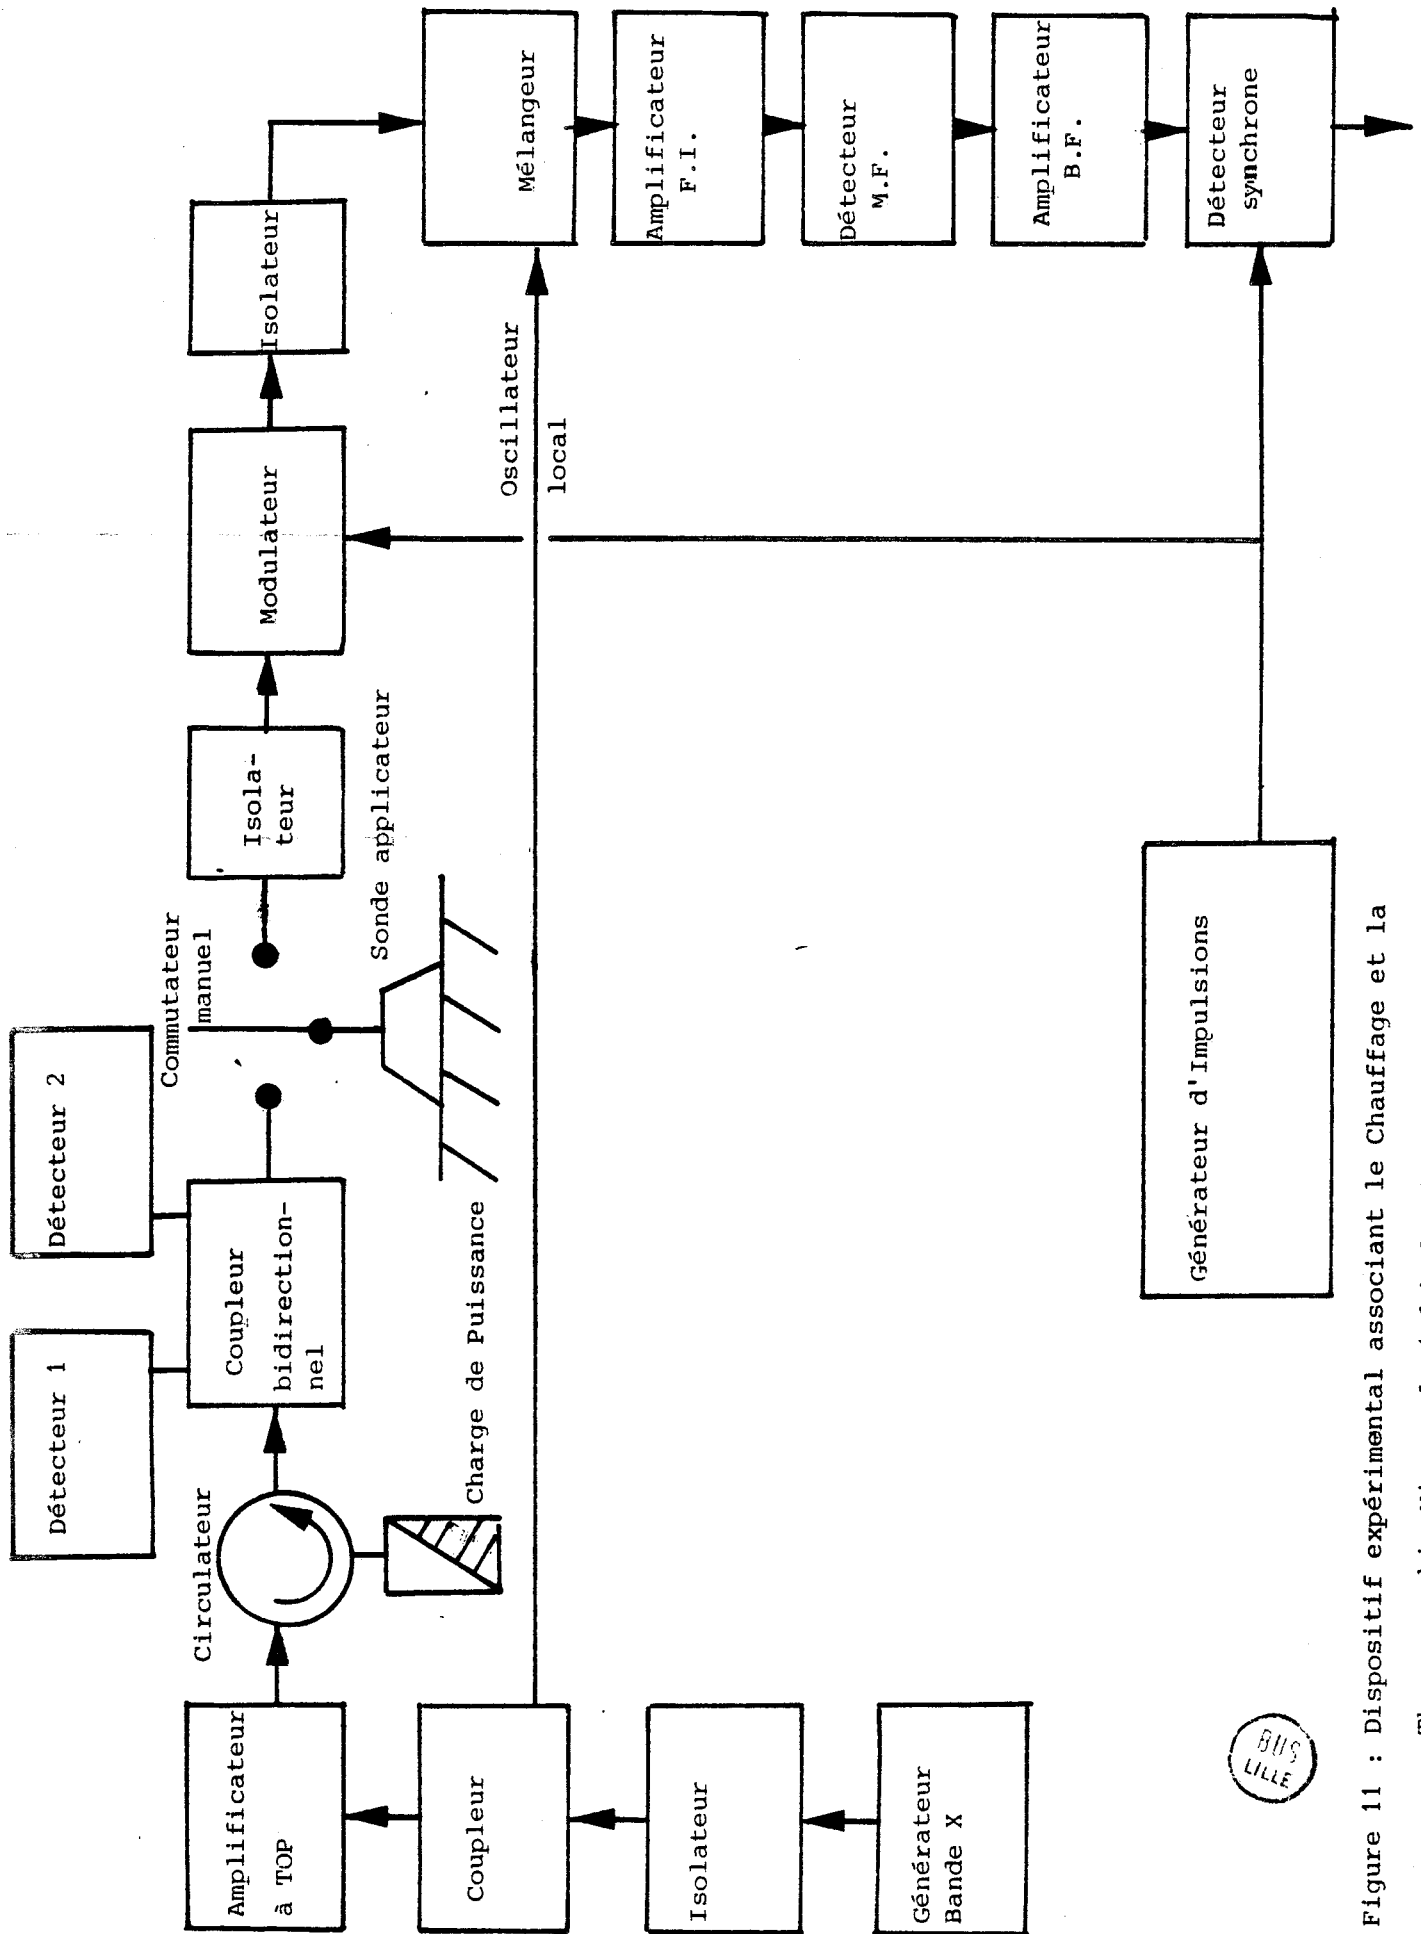 Détecteur 1
Détecteur 2
Commutateur
manuel
Circulateur
Amplificateur
à TOP
Coupleur
bidirection-
nel
Isola-
teur
Modulateur
Isolateur
Sonde applicateur
Charge de Puissance
Coupleur
Oscillateur
local
Mélangeur
Isolateur
Amplificateur
F.I.
Générateur
Bande X
Détecteur
M.F.
Amplificateur
B.F.
Générateur d'Impulsions
Détecteur
synchrone
BUS
LILLE
Figure 11 : Dispositif expérimental associant le Chauffage et la